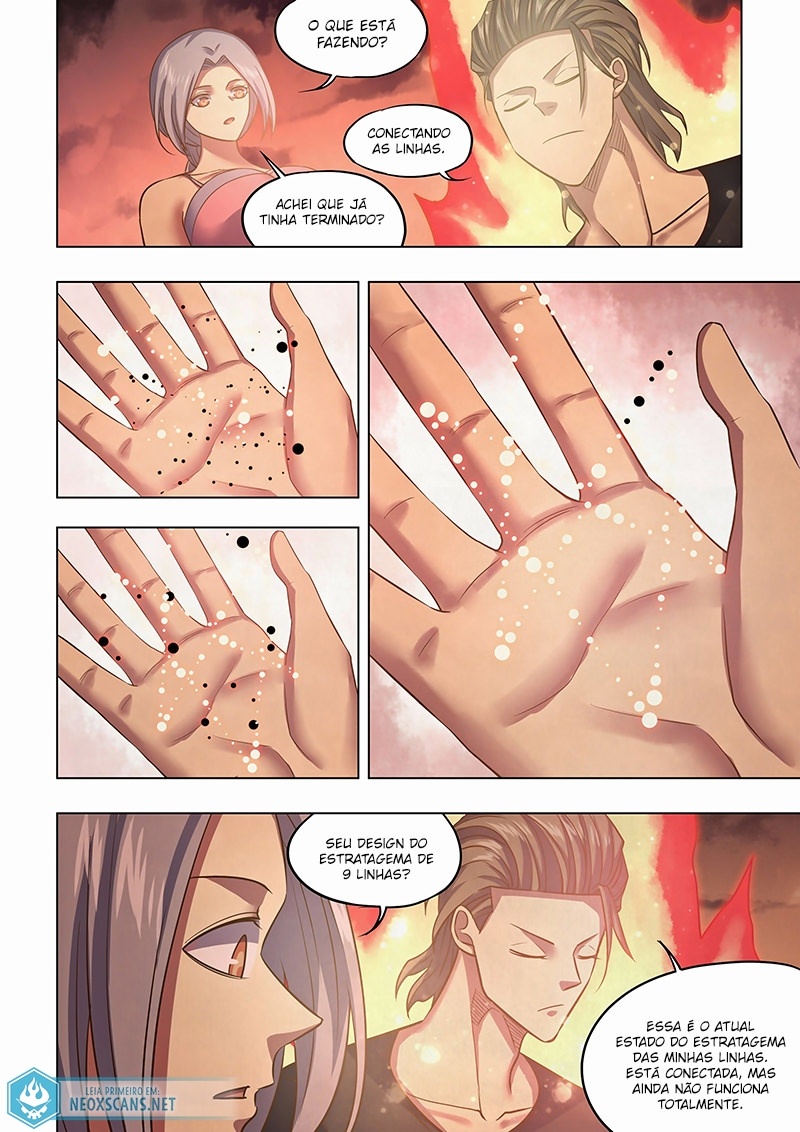 O QUE ESTÁ
FAZENDO?
CONECTANDO
AS LINHAS.
ACHEI QUE JÁ
TINHA TERMINADO?
SEU DESIGN DO
ESTRATAGEMA DE
9 LINHAS?
ESSA É O ATUAL
ESTADO DO ESTRATAGEMA
DAS MINHAS LINHAS.
ESTÁ CONECTADA, MAS
AINDA NÃO FUNCIONA
TOTALMENTE.
LEIA PRIMEIRO EM:
NEOXSCANS.NET